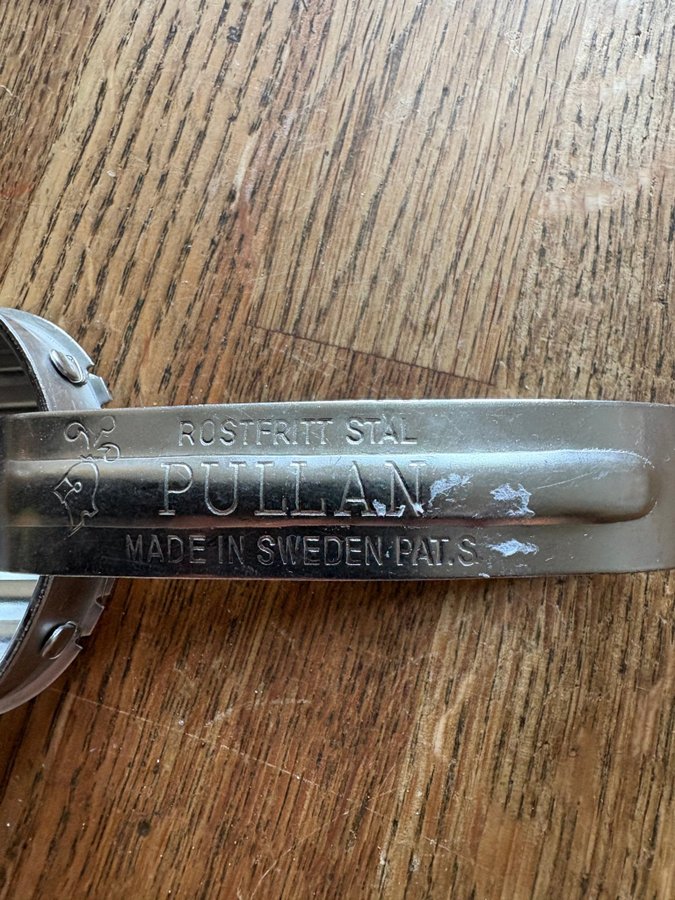 ROSTFRITT STÅL
PULLAN
MADE IN SWEDEN PAT.S.